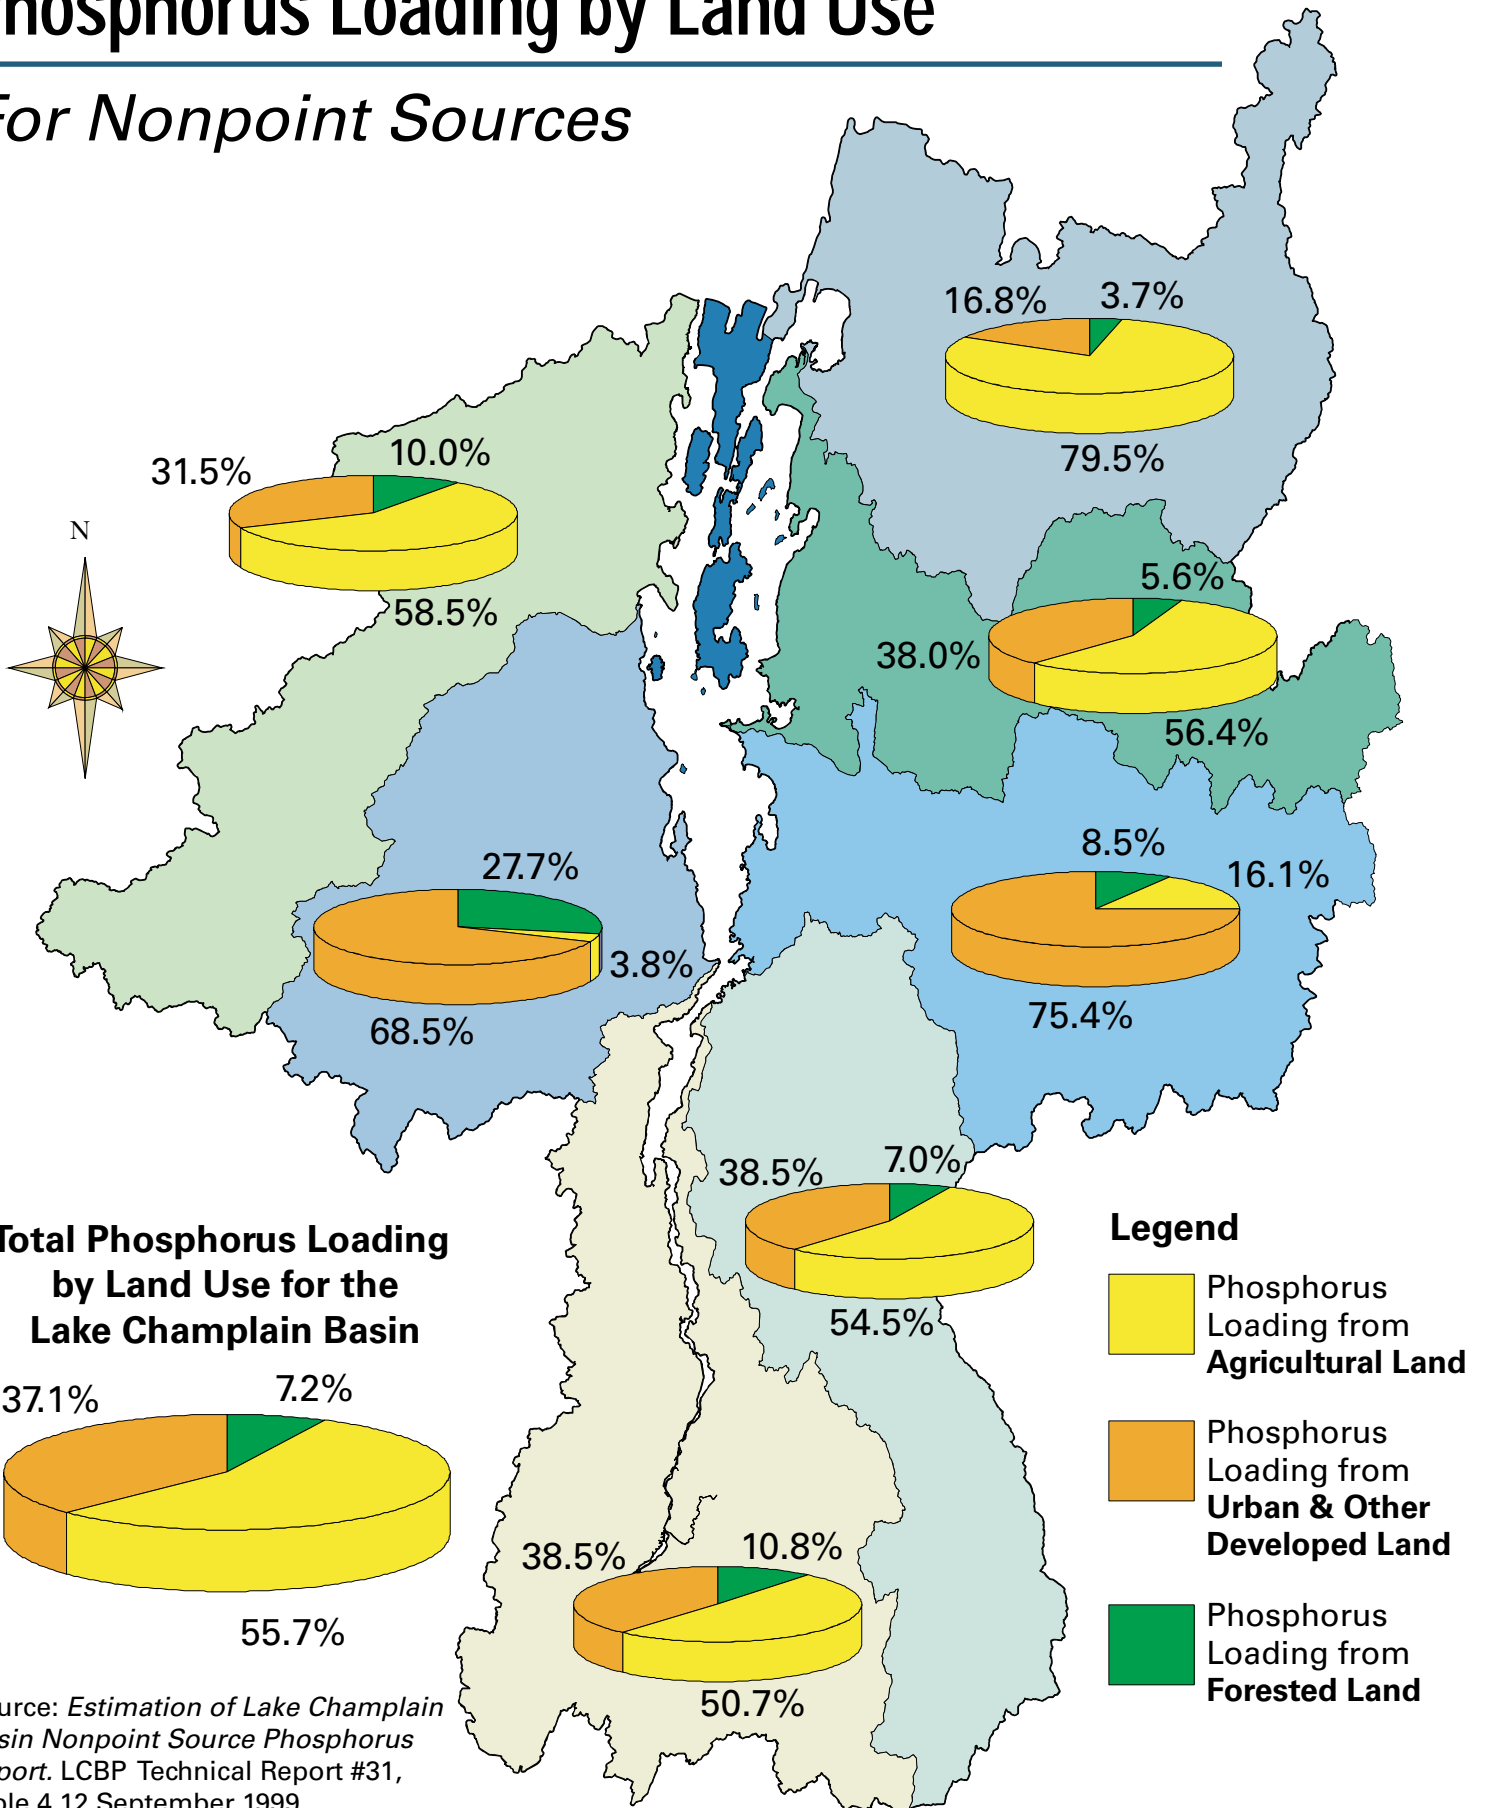 hosphorus Loading by Land Use
For Nonpoint Sources
16.8%
3.7%
79.5%
31.5%
10.0%
58.5%
N
5.6%
38.0%
56.4%
27.7%
3.8%
68.5%
8.5%
16.1%
75.4%
38.5%
7.0%
54.5%
Total Phosphorus Loading
by Land Use for the
Lake Champlain Basin
37.1%
7.2%
55.7%
38.5%
10.8%
50.7%
Legend
Phosphorus
Loading from
Agricultural Land
Phosphorus
Loading from
Urban & Other
Developed Land
Phosphorus
Loading from
Forested Land
urce: Estimation of Lake Champlain
sin Nonpoint Source Phosphorus
port. LCBP Technical Report #31,
ble 4.12 September 1999